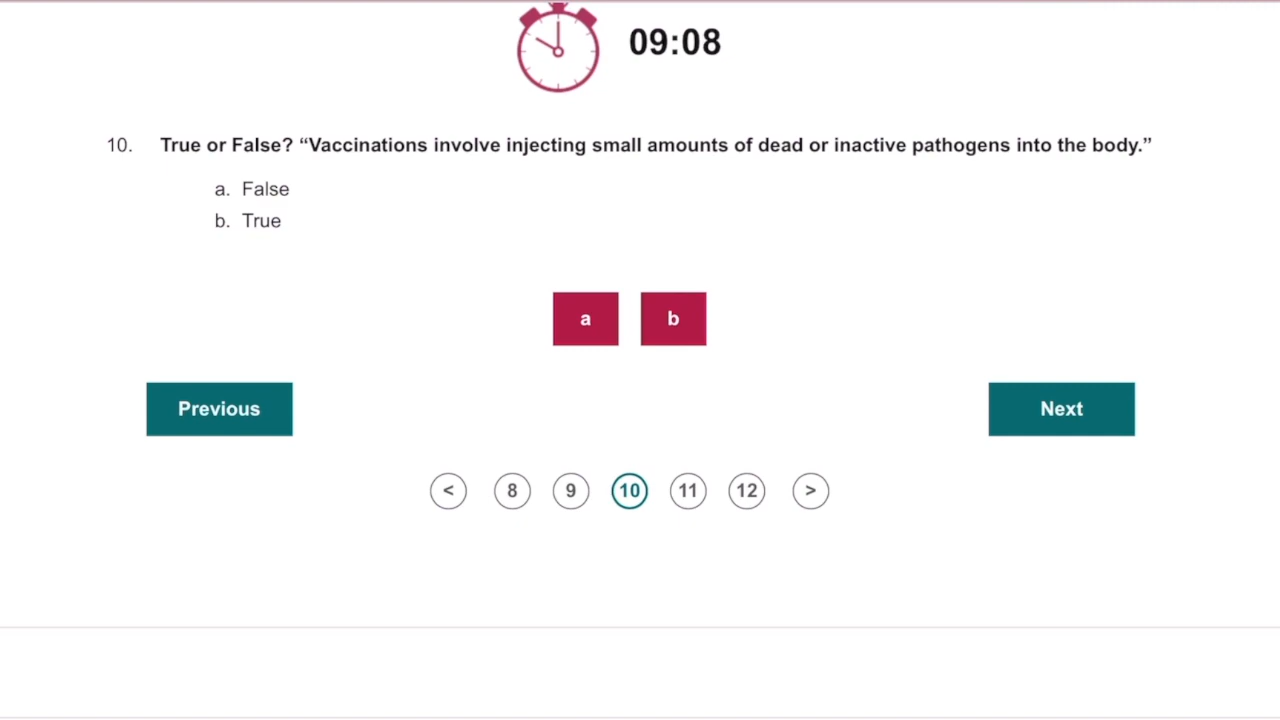 09:08
10. True or False? “Vaccinations involve injecting small amounts of dead or inactive pathogens into the body.”
a. False
b. True
a b
Previous Next
< 8 9 10 11 12 >